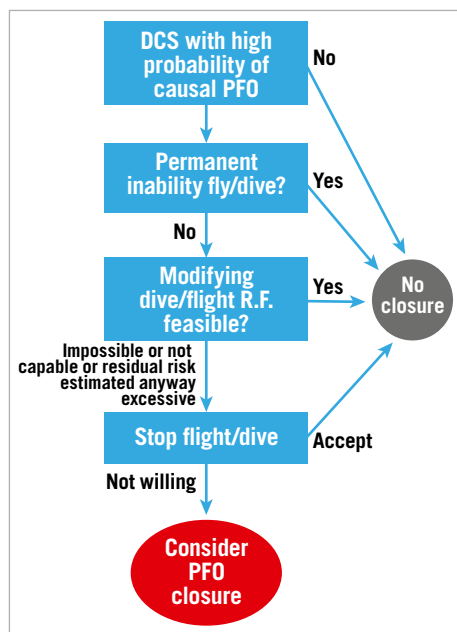 DCS with high
probability of
causal PFO
No
Permanent
inability fly/dive?
Yes
No
Modifying
dive/flight R.F.
feasible?
Yes
No
closure
Impossible or not
capable or residual risk
estimated anyway
excessive
Stop flight/dive
Accept
Not willing
Consider
PFO
closure